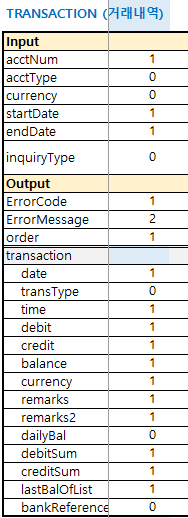 TRANSACTION (거래내역)
Input
acctNum 1
acctType 0
currency 0
startDate 1
endDate 1
inquiryType 0
Output
ErrorCode 1
ErrorMessage 2
order 1
transaction
date 1
transType 0
time 1
debit 1
credit 1
balance 1
currency 1
remarks 1
remarks2 1
dailyBal 0
debitSum 1
creditSum 1
lastBalOfList 1
bankReference 0